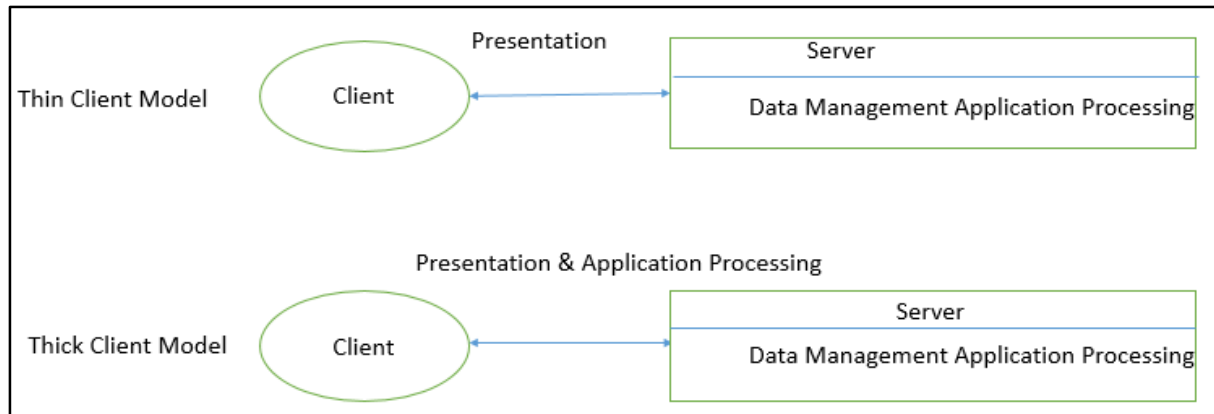 Presentation
Server
Thin Client Model
Client
Data Management Application Processing
Presentation & Application Processing
Server
Thick Client Model
Client
Data Management Application Processing